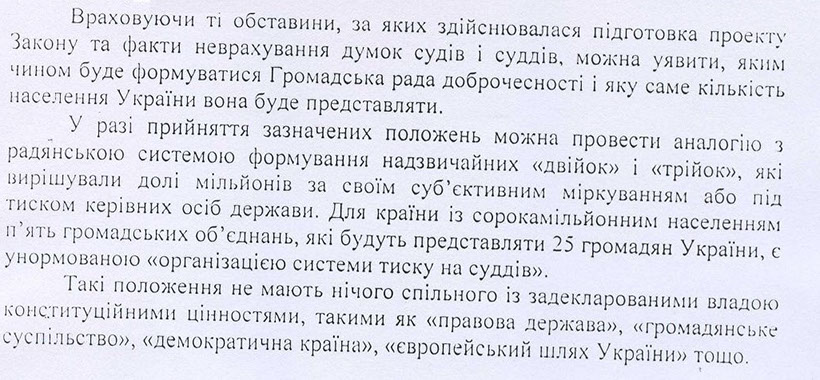 Враховуючи ті обставини, за яких здійснювалася підготовка проекту
Закону та факти неврахування думок судів і суддів, можна уявити, яким
чином буде формуватися Громадська рада доброчесності і яку саме кількість
населення України вона буде представляти.
У разі прийняття зазначених положень можна провести аналогію з
радянською системою формування надзвичайних «двійок» і «трійок», які
вирішували долі мільйонів за своїм суб’єктивним міркуванням або під
тиском керівних осіб держави. Для країни із сорокамільйонним населенням
п’ять громадських об’єднань, які будуть представляти 25 громадян України, є
унормованою «організацією системи тиску на суддів».
Такі положення не мають нічого спільного із задекларованими владою
конституційними цінностями, такими як «правова держава», «громадянське
суспільство», «демократична країна», «європейський шлях України» тощо.